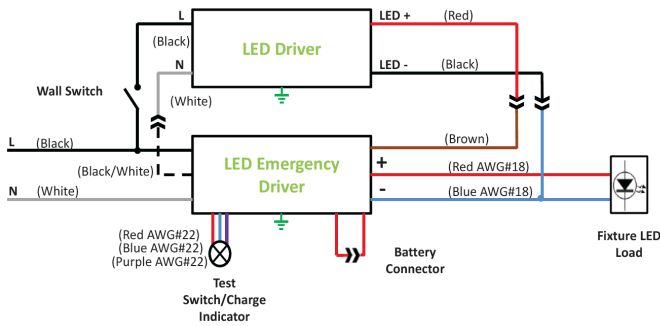 L
(Black)
N
(White)
LED Driver
LED +
(Red)
LED -
(Black)
Wall Switch
L
(Black)
(Black/White)
N
(White)
LED Emergency
Driver
(Brown)
+
(Red AWG#18)
-
(Blue AWG#18)
Fixture LED
Load
(Red AWG#22)
(Blue AWG#22)
(Purple AWG#22)
Test
Switch/Charge
Indicator
Battery
Connector